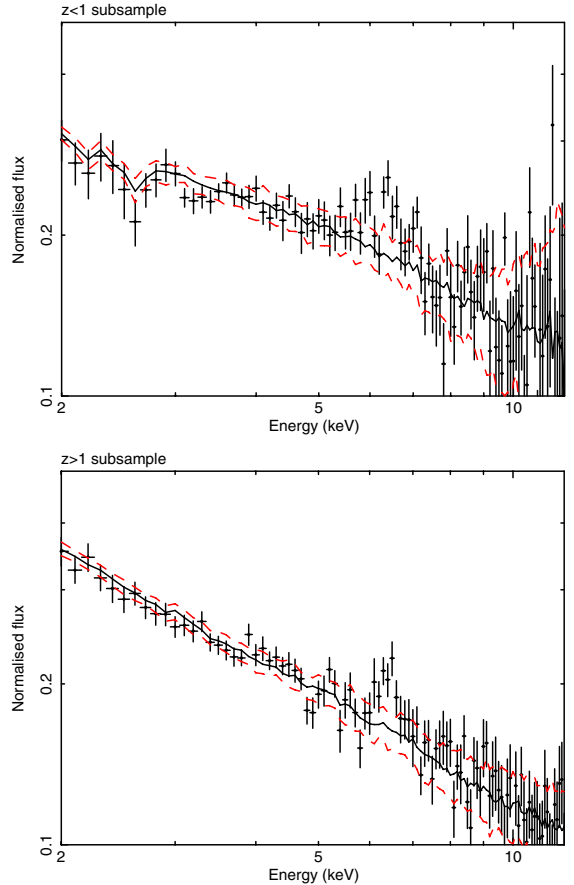 z<1 subsample
Normalised flux
0.2
0.1
2
5
10
Energy (keV)
z>1 subsample
Normalised flux
0.2
0.1
2
5
10
Energy (keV)